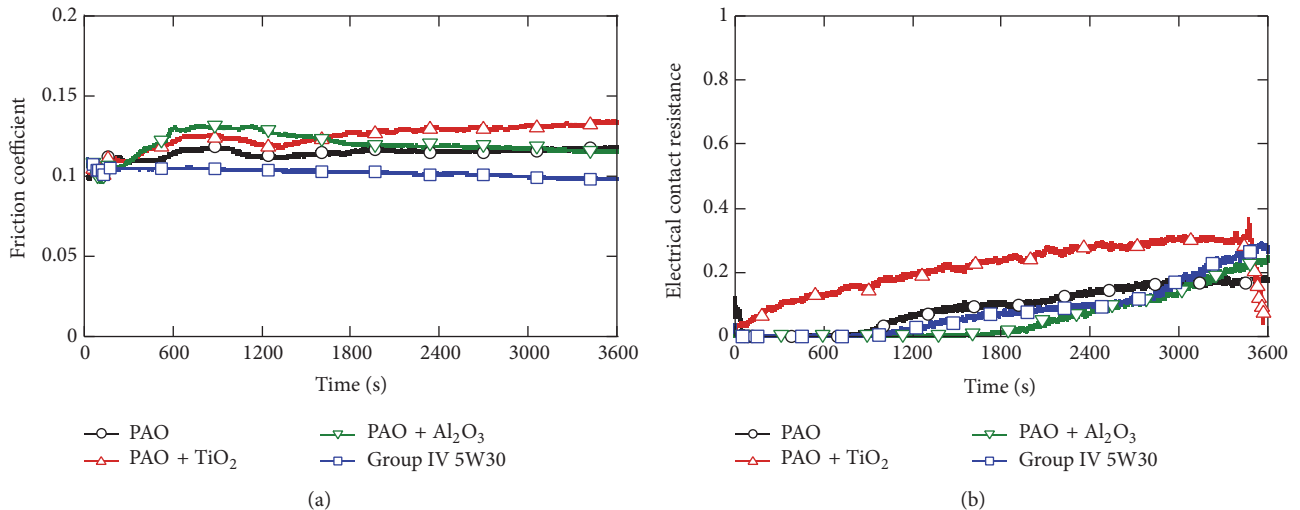 0.2
0.15
0.1
0.05
0
Friction coefficient
0 600 1200 1800 2400 3000 3600
Time (s)
PAO
PAO + TiO₂
PAO + Al₂O₃
Group IV 5W30
(a)
1
0.8
0.6
0.4
0.2
0
Electrical contact resistance
0 600 1200 1800 2400 3000 3600
Time (s)
PAO
PAO + TiO₂
PAO + Al₂O₃
Group IV 5W30
(b)